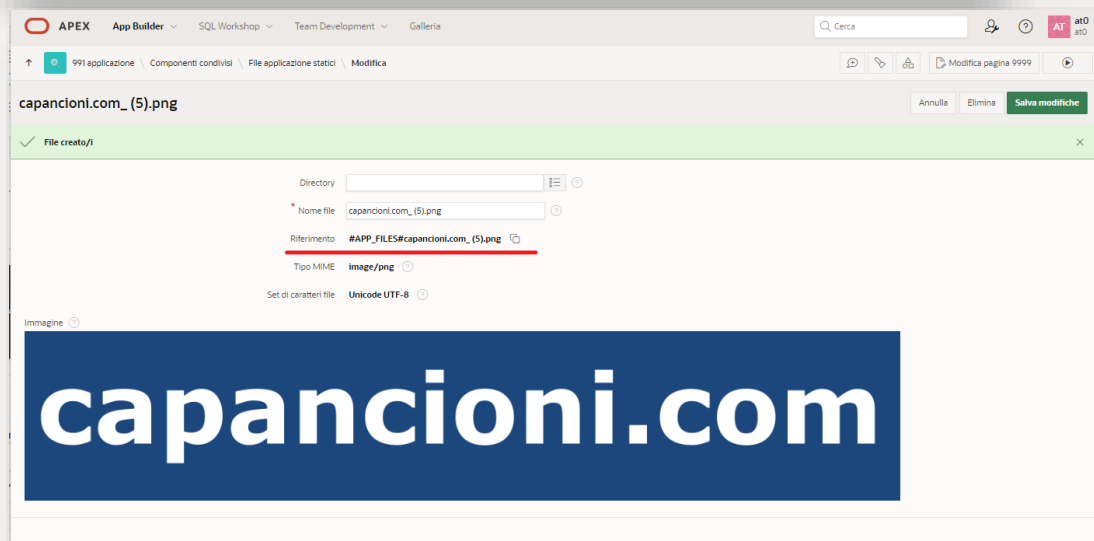 APEX App Builder SQL Workshop Team Development Galleria Cerca AT at0
at0
991 applicazione \ Componenti condivisi \ File applicazione statici \ Modifica Modifica pagina 9999
capancioni.com_ (5).png Annulla Elimina Salva modifiche
File creato/i
Directory
* Nome file capancioni.com_ (5).png
Riferimento #APP_FILES#capancioni.com_ (5).png
Tipo MIME image/png
Set di caratteri file Unicode UTF-8
Immagine
capancioni.com